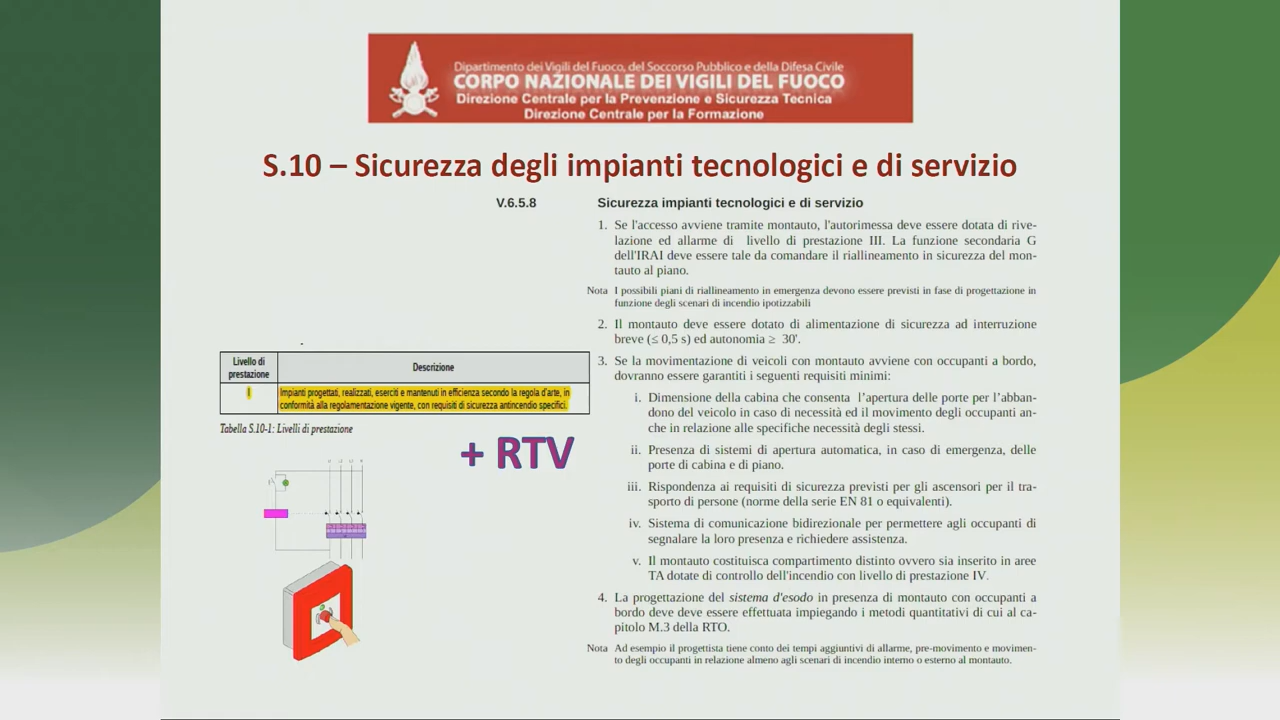 Dipartimento dei Vigili del Fuoco, del Soccorso Pubblico e della Difesa Civile
CORPO NAZIONALE DEI VIGILI DEL FUOCO
Direzione Centrale per la Prevenzione e Sicurezza Tecnica
Direzione Centrale per la Formazione
S.10 – Sicurezza degli impianti tecnologici e di servizio
V.6.5.8 Sicurezza impianti tecnologici e di servizio
1. Se l'accesso avviene tramite montauto, l'autorimessa deve essere dotata di rive-
lazione ed allarme di livello di prestazione III. La funzione secondaria G
dell'IRAI deve essere tale da comandare il riallineamento in sicurezza del mon-
tauto al piano.
Nota I possibili piani di riallineamento in emergenza devono essere previsti in fase di progettazione in
funzione degli scenari di incendio ipotizzabili
2. Il montauto deve essere dotato di alimentazione di sicurezza ad interruzione
breve (≤ 0,5 s) ed autonomia ≥ 30'.
3. Se la movimentazione di veicoli con montauto avviene con occupanti a bordo,
dovranno essere garantiti i seguenti requisiti minimi:
i. Dimensione della cabina che consenta l'apertura delle porte per l'abban-
dono del veicolo in caso di necessità ed il movimento degli occupanti an-
che in relazione alle specifiche necessità degli stessi.
ii. Presenza di sistemi di apertura automatica, in caso di emergenza, delle
porte di cabina e di piano.
iii. Rispondenza ai requisiti di sicurezza previsti per gli ascensori per il tra-
sporto di persone (norme della serie EN 81 o equivalenti).
iv. Sistema di comunicazione bidirezionale per permettere agli occupanti di
segnalare la loro presenza e richiedere assistenza.
v. Il montauto costituisca compartimento distinto ovvero sia inserito in aree
TA dotate di controllo dell'incendio con livello di prestazione IV.
4. La progettazione del sistema d'esodo in presenza di montauto con occupanti a
bordo deve deve essere effettuata impiegando i metodi quantitativi di cui al ca-
pitolo M.3 della RTO.
Nota Ad esempio il progettista tiene conto dei tempi aggiuntivi di allarme, pre-movimento e movimen-
to degli occupanti in relazione almeno agli scenari di incendio interno o esterno al montauto.
Livello di
prestazione
Descrizione
I
Impianti progettati, realizzati, eserciti e mantenuti in efficienza secondo la regola d'arte, in
conformità alla regolamentazione vigente, con requisiti di sicurezza antincendio specifici.
Tabella S.10-1: Livelli di prestazione
+ RTV